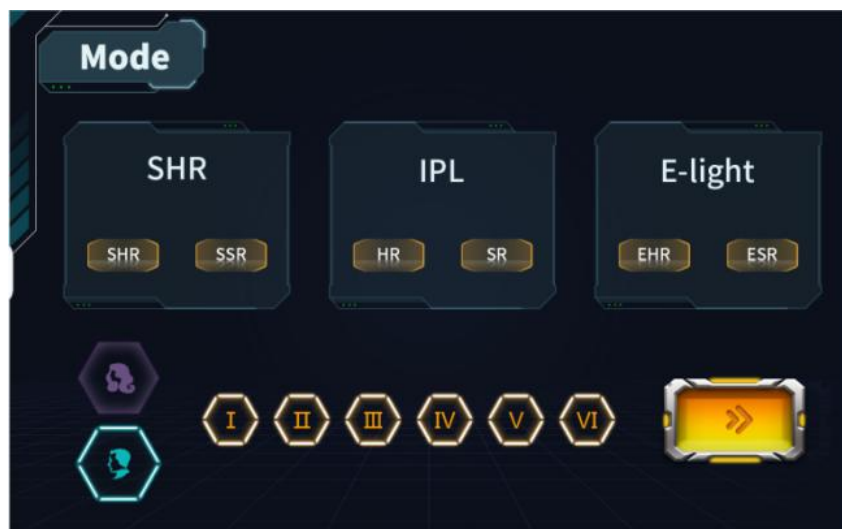 Mode
SHR IPL E-light
SHR SSR HR SR EHR ESR
I II III IV V VI